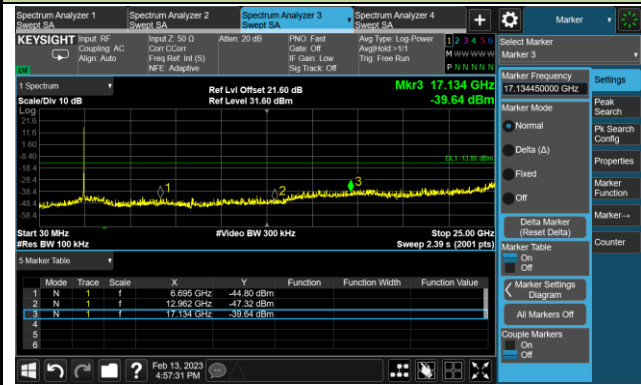 Spectrum Analyzer 1
Swept SA
Spectrum Analyzer 2
Swept SA
Spectrum Analyzer 3
Swept SA
Spectrum Analyzer 4
Swept SA
Marker
KEYSIGHT
Input: RF
Coupling: AC
Align: Auto
Input Z: 50 Ω
Corr CCorr
Freq Ref: Int (S)
NFE: Adaptive
Atten: 20 dB
PNO: Fast
Gate: Off
IF Gain: Low
Sig Track: Off
Avg Type: Log-Power
Avg|Hold:>1/1
Trig: Free Run
1 2 3 4 5 6
M W W W W W
P N N N N N
Select Marker
Marker 3
1 Spectrum
Scale/Div 10 dB
Log
Ref Lvl Offset 21.60 dB
Ref Level 31.60 dBm
Mkr3 17.134 GHz
-39.64 dBm
21.6
11.6
1.60
-8.40
-18.4
-28.4
-38.4
-48.4
-58.4
DL1 -13.80 dBm
1
2
3
Start 30 MHz
#Res BW 100 kHz
#Video BW 300 kHz
Stop 25.00 GHz
Sweep 2.39 s (2001 pts)
5 Marker Table
Mode Trace Scale X Y Function Function Width Function Value
1 N 1 f 6.695 GHz -44.80 dBm
2 N 1 f 12.962 GHz -47.32 dBm
3 N 1 f 17.134 GHz -39.64 dBm
4
5
6
Marker Frequency
17.134450000 GHz
Marker Mode
Normal
Delta (Δ)
Fixed
Off
Delta Marker
(Reset Delta)
Marker Table
On
Off
Marker Settings
Diagram
All Markers Off
Couple Markers
On
Off
Settings
Peak
Search
Pk Search
Config
Properties
Marker
Function
Marker→
Counter
Feb 13, 2023
4:57:31 PM